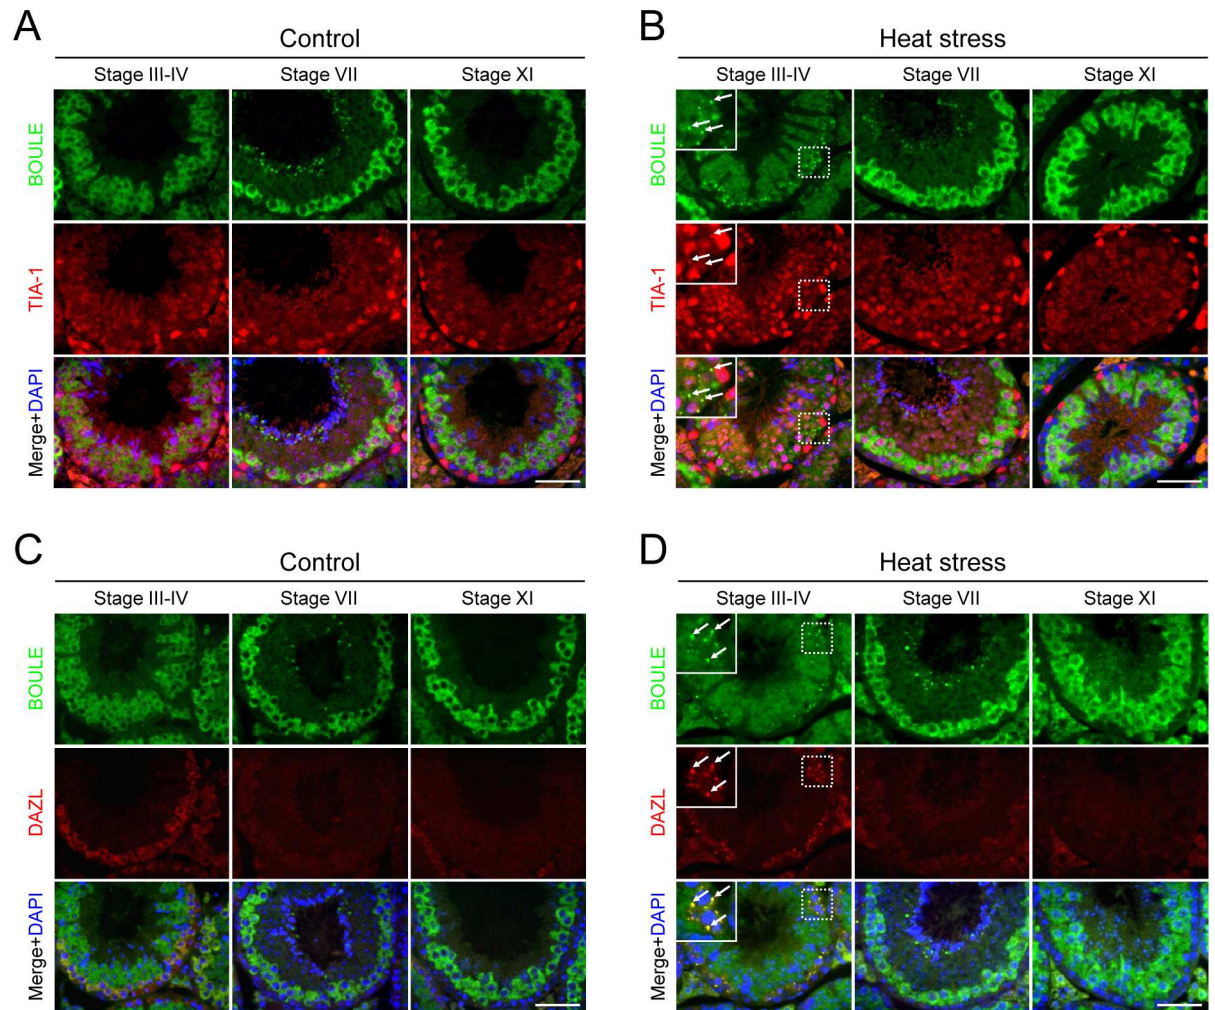 A
Control
Stage III-IV
Stage VII
Stage XI
BOULE
TIA-1
Merge+DAPI
B
Heat stress
Stage III-IV
Stage VII
Stage XI
BOULE
TIA-1
Merge+DAPI
C
Control
Stage III-IV
Stage VII
Stage XI
BOULE
DAZL
Merge+DAPI
D
Heat stress
Stage III-IV
Stage VII
Stage XI
BOULE
DAZL
Merge+DAPI